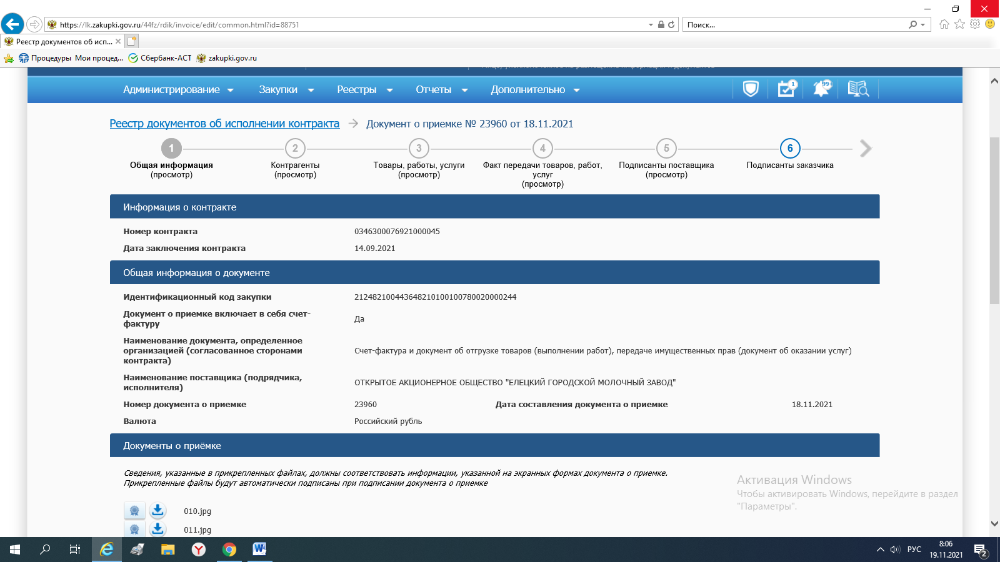 https://lk.zakupki.gov.ru/44fz/rdik/invoice/edit/common.html?id=88751
Поиск...
Реестр документов об исп...
Процедуры Мои процед... Сбербанк-АСТ zakupki.gov.ru
Администрирование Закупки Реестры Отчеты Дополнительно 1 99+
Реестр документов об исполнении контракта Документ о приемке № 23960 от 18.11.2021
1 2 3 4 5 6
Общая информация
(просмотр)
Контрагенты
(просмотр)
Товары, работы, услуги
(просмотр)
Факт передачи товаров, работ,
услуг
(просмотр)
Подписанты поставщика
(просмотр)
Подписанты заказчика
Информация о контракте
Номер контракта 0346300076921000045
Дата заключения контракта 14.09.2021
Общая информация о документе
Идентификационный код закупки 212482100443648210100100780020000244
Документ о приемке включает в себя счет-
фактуру
Да
Наименование документа, определенное
организацией (согласованное сторонами
контракта)
Счет-фактура и документ об отгрузке товаров (выполнении работ), передаче имущественных прав (документ об оказании услуг)
Наименование поставщика (подрядчика,
исполнителя)
ОТКРЫТОЕ АКЦИОНЕРНОЕ ОБЩЕСТВО "ЕЛЕЦКИЙ ГОРОДСКОЙ МОЛОЧНЫЙ ЗАВОД"
Номер документа о приемке 23960 Дата составления документа о приемке 18.11.2021
Валюта Российский рубль
Документы о приёмке
Сведения, указанные в прикрепленных файлах, должны соответствовать информации, указанной на экранных формах документа о приемке.
Прикрепленные файлы будут автоматически подписаны при подписании документа о приемке
010.jpg
011.jpg
Активация Windows
Чтобы активировать Windows, перейдите в раздел
"Параметры".
РУС
8:06
19.11.2021
2